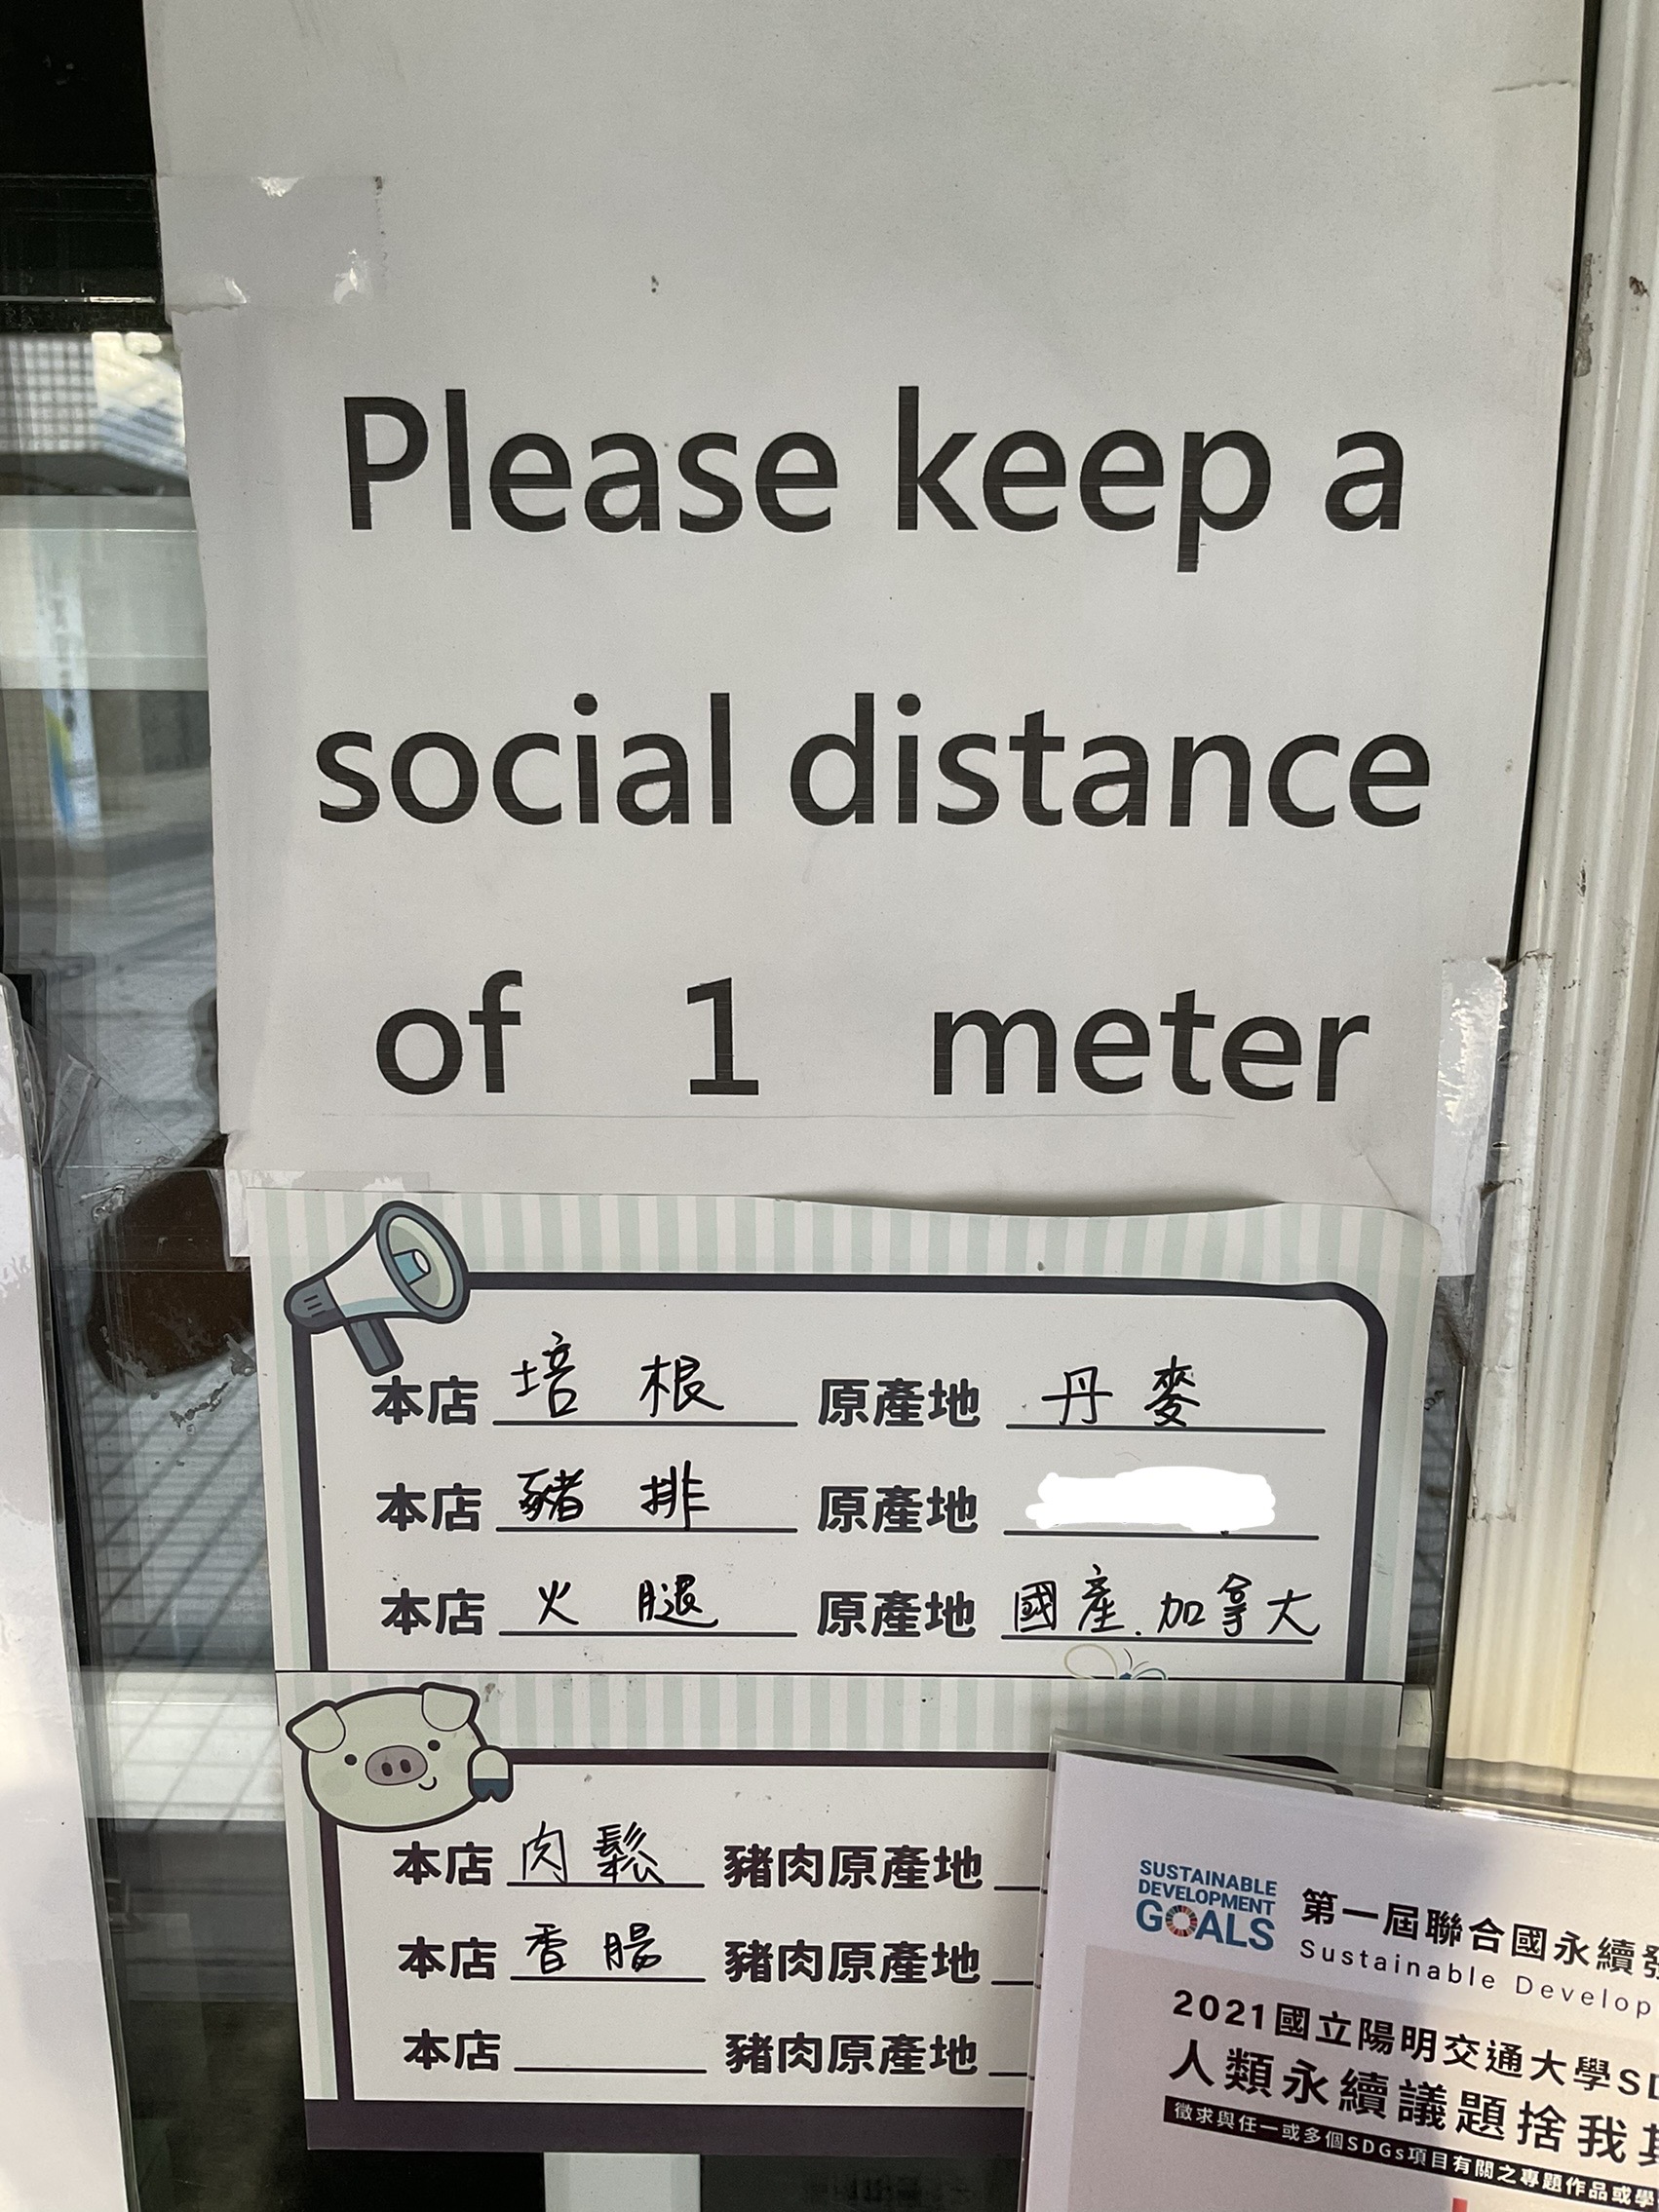 Please keep a
social distance
of 1 meter
本店 培根 原產地 丹麥
本店 豬排 原產地
本店 火腿 原產地 國產.加拿大
本店 肉鬆 豬肉原產地
本店 香腸 豬肉原產地
本店 豬肉原產地
SUSTAINABLE
DEVELOPMENT
GOALS
第一屆聯合國永續發
Sustainable Develop
2021國立陽明交通大學SD
人類永續議題捨我其
徵求與任一或多個SDGs項目有關之專題作品或學